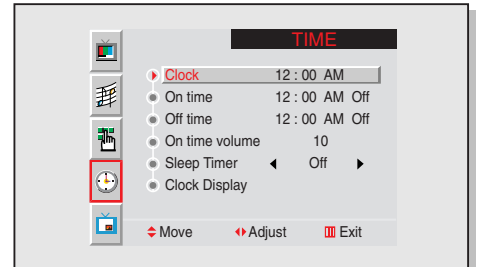 TIME
Clock 12 : 00 AM
On time 12 : 00 AM Off
Off time 12 : 00 AM Off
On time volume 10
Sleep Timer Off
Clock Display
Move Adjust Exit